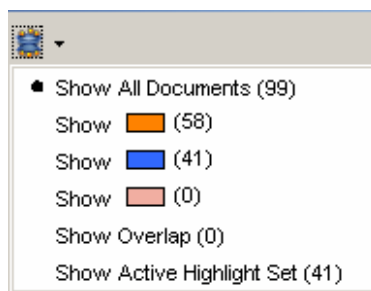 Show All Documents (99)
Show (58)
Show (41)
Show (0)
Show Overlap (0)
Show Active Highlight Set (41)